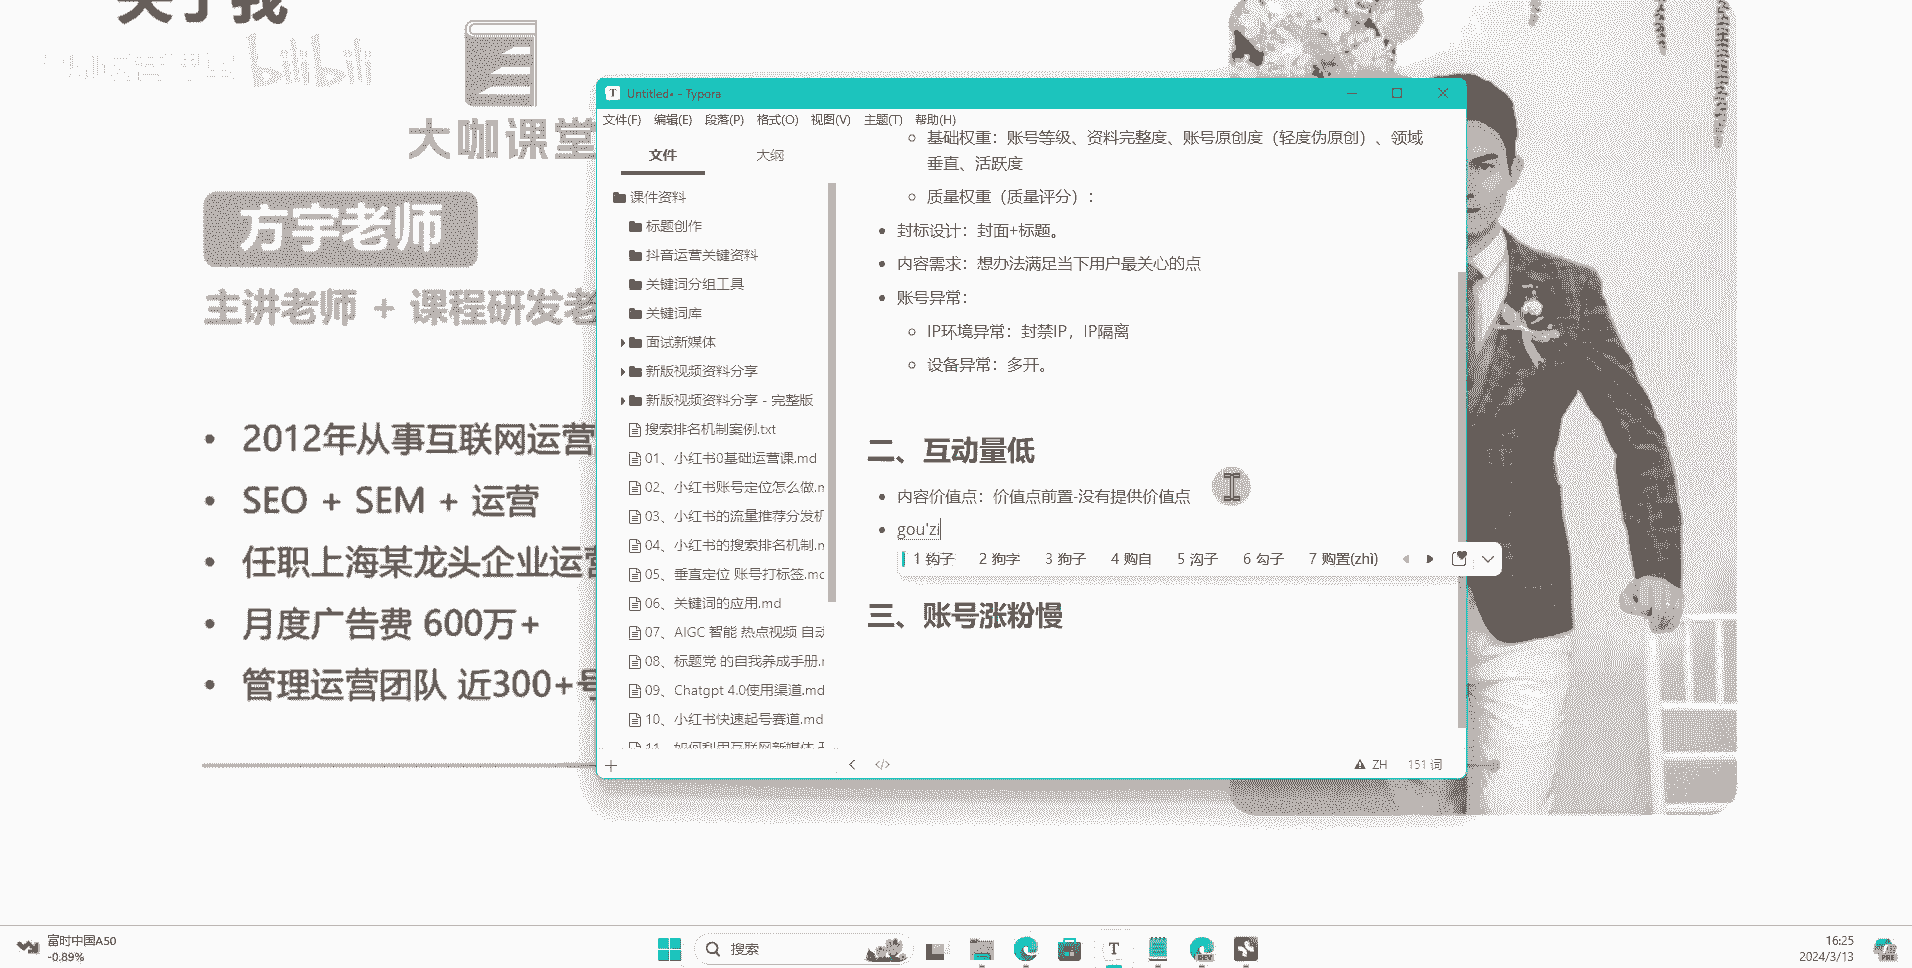 关于我
bilibili
大咖课堂
方宇老师
主讲老师 + 课程研发老
2012年从事互联网运营
SEO + SEM + 运营
任职上海某龙头企业运营
月度广告费 600万+
管理运营团队 近300+号
Untitled• - Typora
文件(F) 编辑(E) 段落(P) 格式(O) 视图(V) 主题(T) 帮助(H)
文件 大纲
课件资料
标题创作
抖音运营关键资料
关键词分组工具
关键词库
面试新媒体
新版视频资料分享
新版视频资料分享 - 完整版
搜索排名机制案例.txt
01、小红书0基础运营课.md
02、小红书账号定位怎么做.m
03、小红书的流量推荐分发机
04、小红书的搜索排名机制.m
05、垂直定位 账号打标签.md
06、关键词的应用.md
07、AIGC 智能 热点视频 自动
08、标题党 的自我养成手册.m
09、Chatgpt 4.0使用渠道.md
10、小红书快速起号赛道.md
11、如何利用互联网新媒体
基础权重：账号等级、资料完整度、账号原创度（轻度伪原创）、领域
垂直、活跃度
质量权重（质量评分）：
封标设计：封面+标题。
内容需求：想办法满足当下用户最关心的点
账号异常：
IP环境异常：封禁IP，IP隔离
设备异常：多开。
二、互动量低
内容价值点：价值点前置-没有提供价值点
gou'zi
1 钩子 2 狗字 3 狗子 4 购自 5 沟子 6 勾子 7 购置(zhì)
三、账号涨粉慢
ZH 151 词
富时中国A50
-0.89%
搜索
16:25
2024/3/13
DEV
PRE